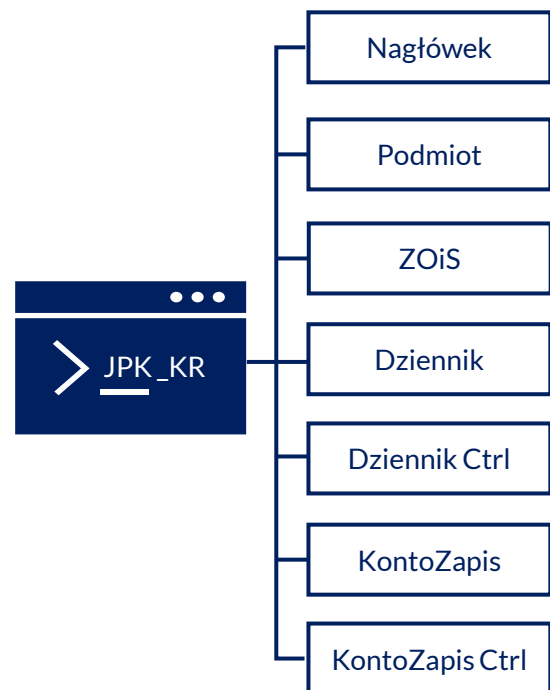 Nagłówek
Podmiot
ZOiS
JPK_KR
Dziennik
Dziennik Ctrl
KontoZapis
KontoZapis Ctrl